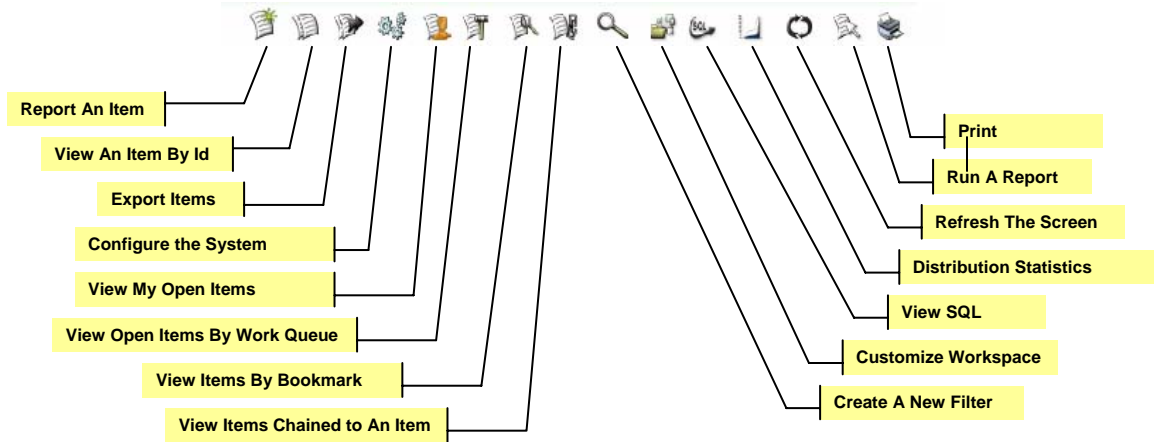 SQL
Report An Item
View An Item By Id
Export Items
Configure the System
View My Open Items
View Open Items By Work Queue
View Items By Bookmark
View Items Chained to An Item
Print
Run A Report
Refresh The Screen
Distribution Statistics
View SQL
Customize Workspace
Create A New Filter